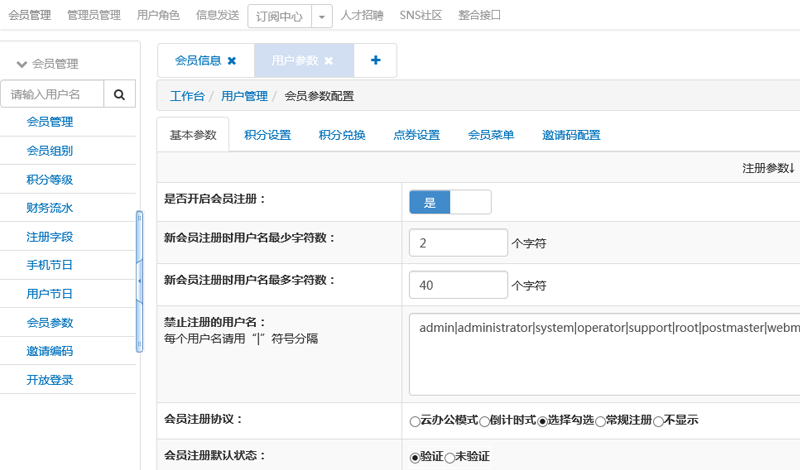 会员管理 管理员管理 用户角色 信息发送 订阅中心 人才招聘 SNS社区 整合接口
会员管理
请输入用户名
会员管理
会员组别
积分等级
财务流水
注册字段
手机节日
用户节日
会员参数
邀请编码
开放登录
会员信息 用户参数
工作台 / 用户管理 / 会员参数配置
基本参数 积分设置 积分兑换 点券设置 会员菜单 邀请码配置
注册参数↓
是否开启会员注册： 是
新会员注册时用户名最少字符数： 2 个字符
新会员注册时用户名最多字符数： 40 个字符
禁止注册的用户名：
每个用户名请用“|”符号分隔
admin|administrator|system|operator|support|root|postmaster|webm
会员注册协议： 云办公模式 倒计时式 选择勾选 常规注册 不显示
会员注册默认状态： 验证 未验证